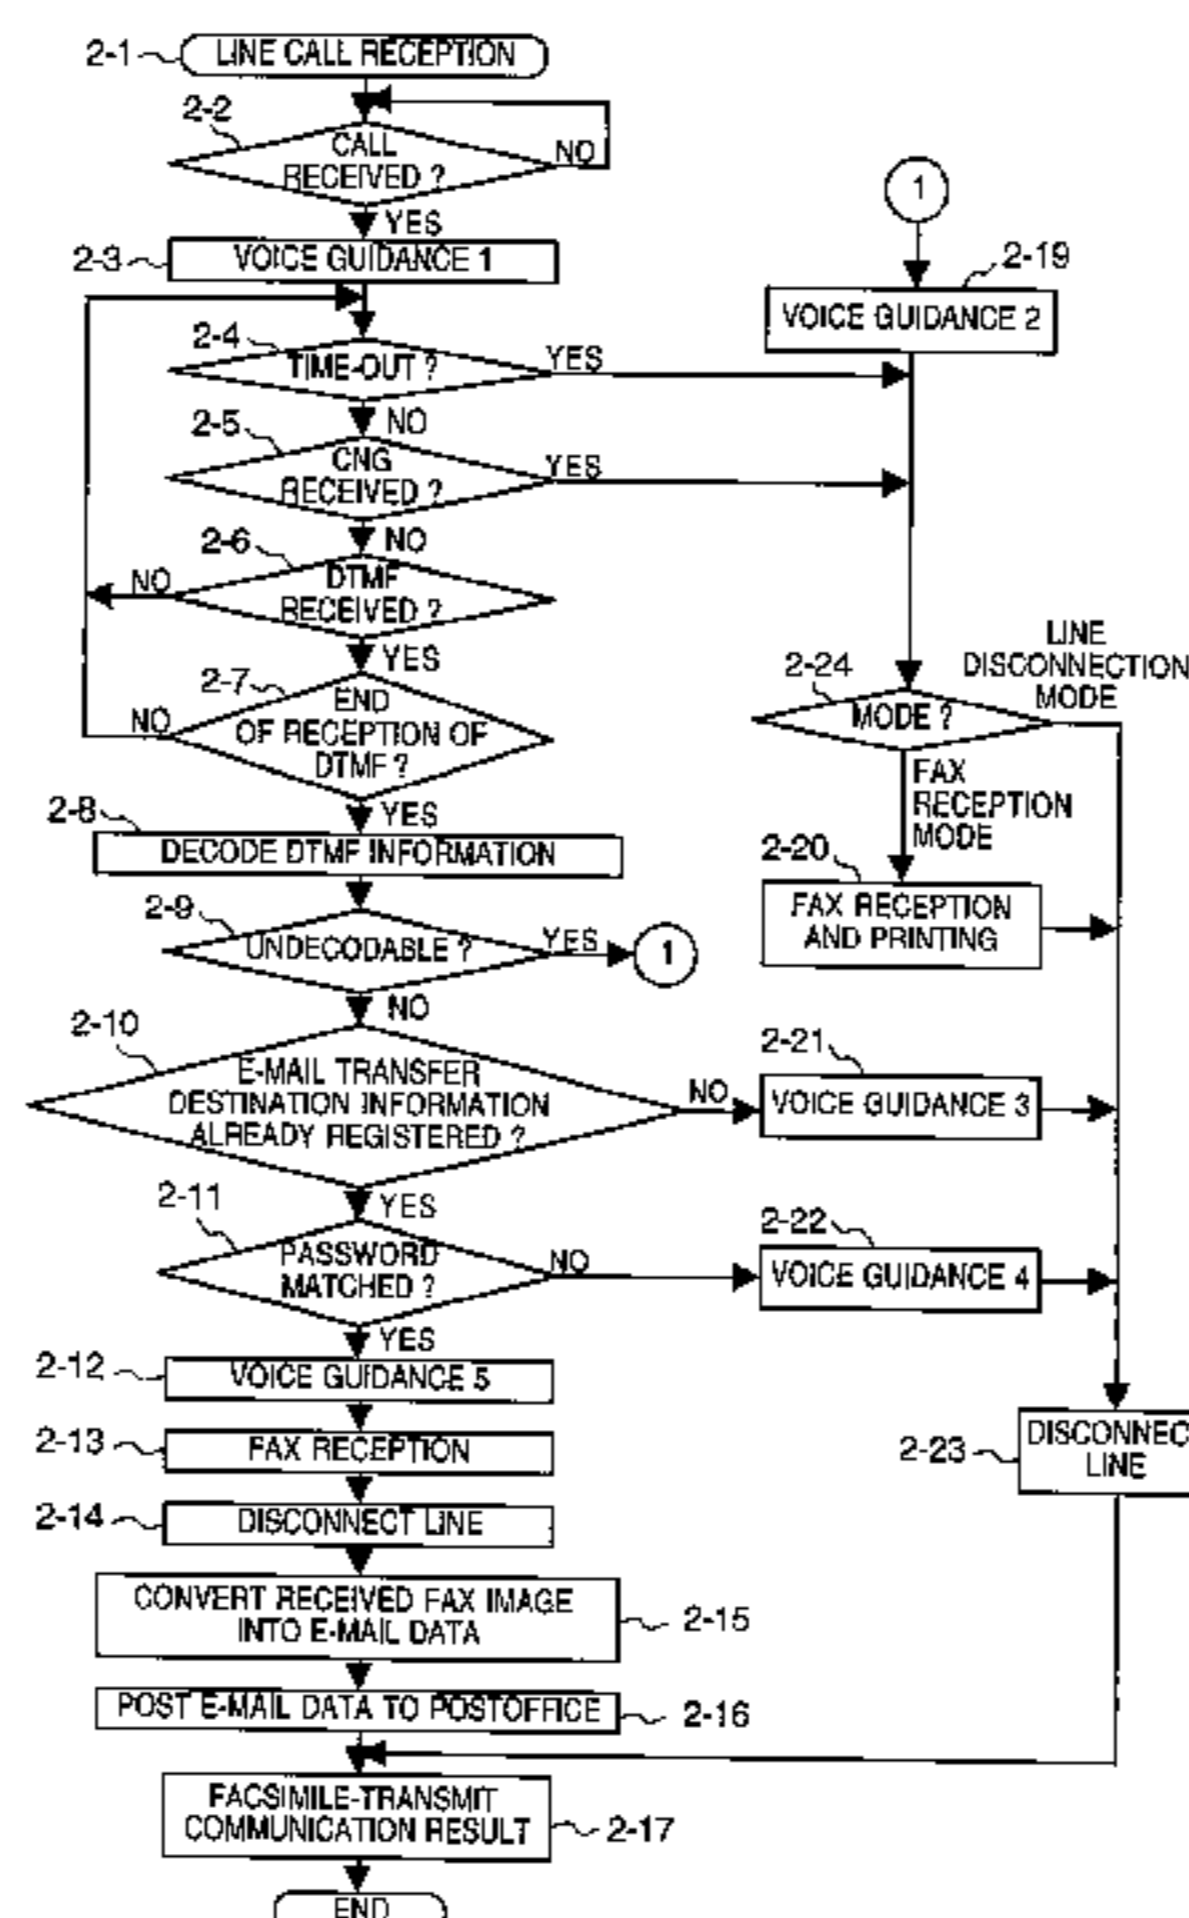 2-1
LINE CALL RECEPTION
2-2
CALL
RECEIVED ?
NO
YES
2-3
VOICE GUIDANCE 1
2-4
TIME-OUT ?
YES
NO
2-5
CNG
RECEIVED ?
YES
NO
2-6
DTMF
RECEIVED ?
NO
YES
2-7
END
OF RECEPTION OF
DTMF ?
NO
YES
2-8
DECODE DTMF INFORMATION
2-9
UNDECODABLE ?
YES
1
NO
2-10
E-MAIL TRANSFER
DESTINATION INFORMATION
ALREADY REGISTERED ?
NO
YES
2-11
PASSWORD
MATCHED ?
NO
YES
2-12
VOICE GUIDANCE 5
2-13
FAX RECEPTION
2-14
DISCONNECT LINE
CONVERT RECEIVED FAX IMAGE
INTO E-MAIL DATA
2-15
POST E-MAIL DATA TO POSTOFFICE
2-16
FACSIMILE-TRANSMIT
COMMUNICATION RESULT
2-17
END
1
2-19
VOICE GUIDANCE 2
2-24
MODE ?
LINE
DISCONNECTION
MODE
FAX
RECEPTION
MODE
2-20
FAX RECEPTION
AND PRINTING
2-21
VOICE GUIDANCE 3
2-22
VOICE GUIDANCE 4
2-23
DISCONNEC
LINE